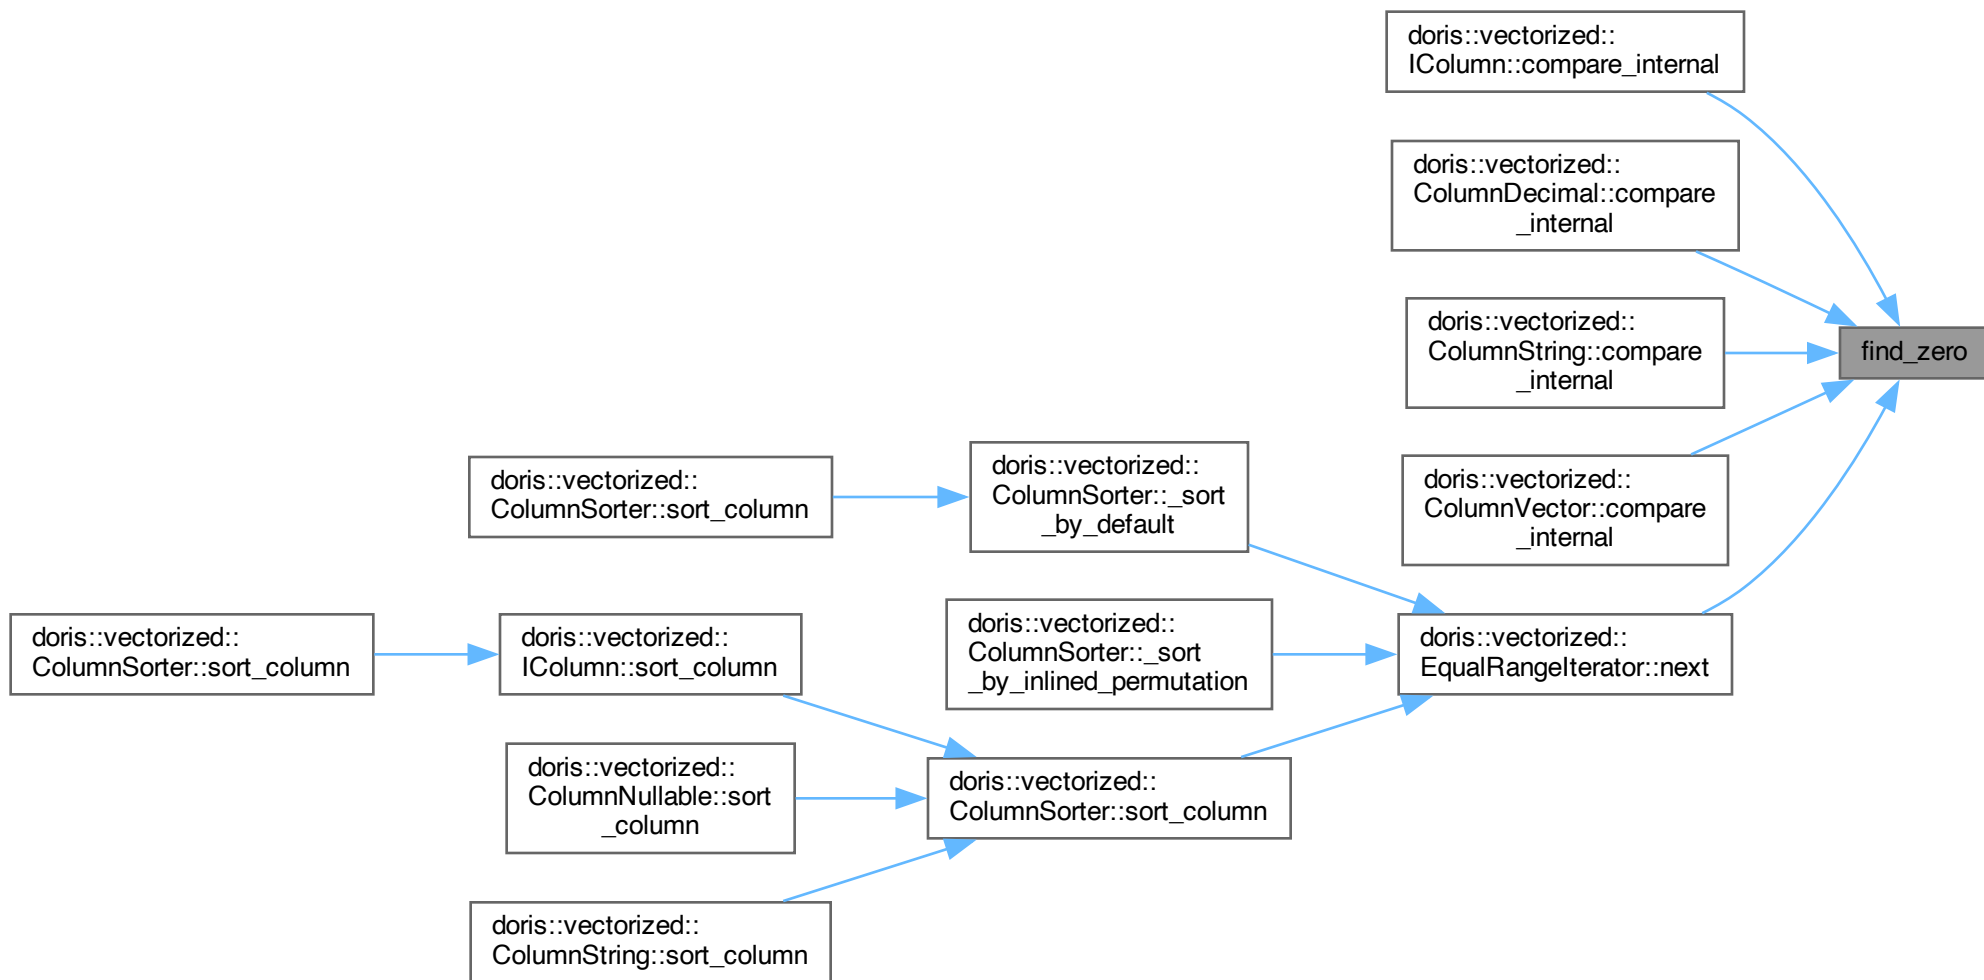 doris::vectorized::
IColumn::compare_internal
doris::vectorized::
ColumnDecimal::compare
_internal
doris::vectorized::
ColumnString::compare
_internal
find_zero
doris::vectorized::
ColumnVector::compare
_internal
doris::vectorized::
ColumnSorter::_sort
_by_default
doris::vectorized::
ColumnSorter::sort_column
doris::vectorized::
ColumnSorter::sort_column
doris::vectorized::
IColumn::sort_column
doris::vectorized::
ColumnSorter::_sort
_by_inlined_permutation
doris::vectorized::
EqualRangeIterator::next
doris::vectorized::
ColumnNullable::sort
_column
doris::vectorized::
ColumnSorter::sort_column
doris::vectorized::
ColumnString::sort_column